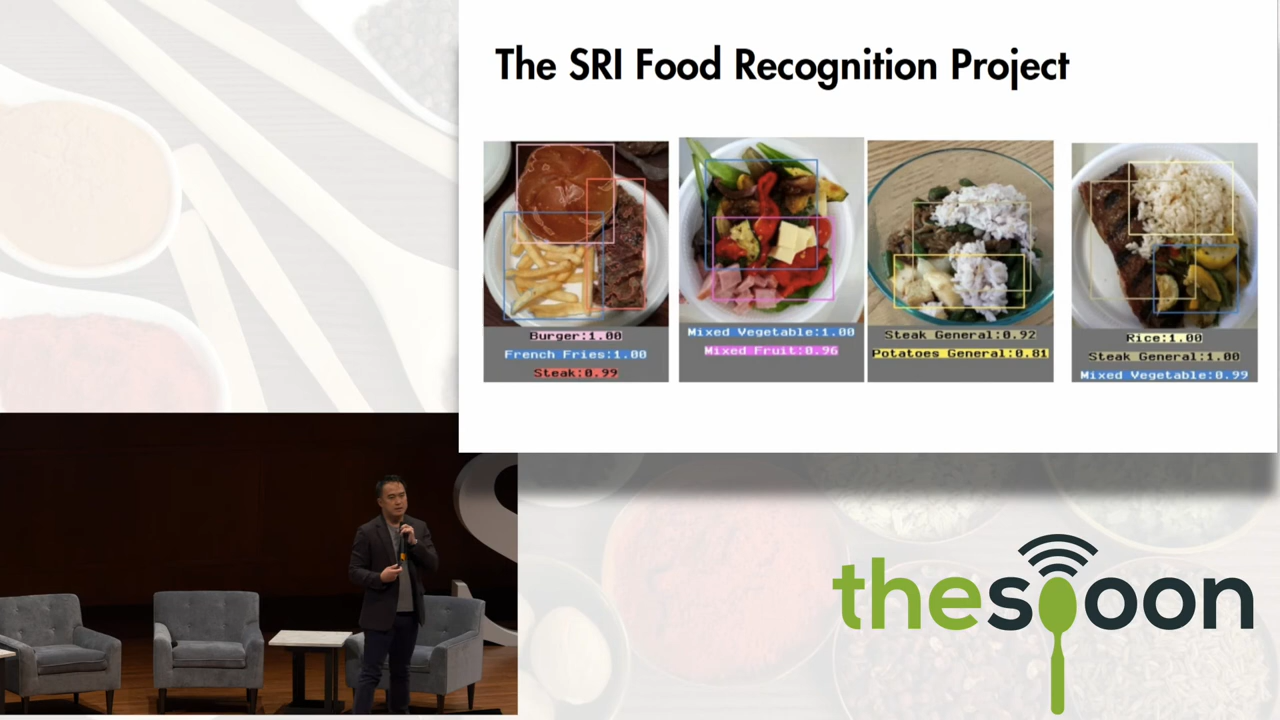 The SRI Food Recognition Project
Burger:1.00
French Fries:1.00
Steak:0.99
Mixed Vegetable:1.00
Mixed Fruit:0.96
Steak General:0.92
Potatoes General:0.81
Rice:1.00
Steak General:1.00
Mixed Vegetable:0.99
thespoon